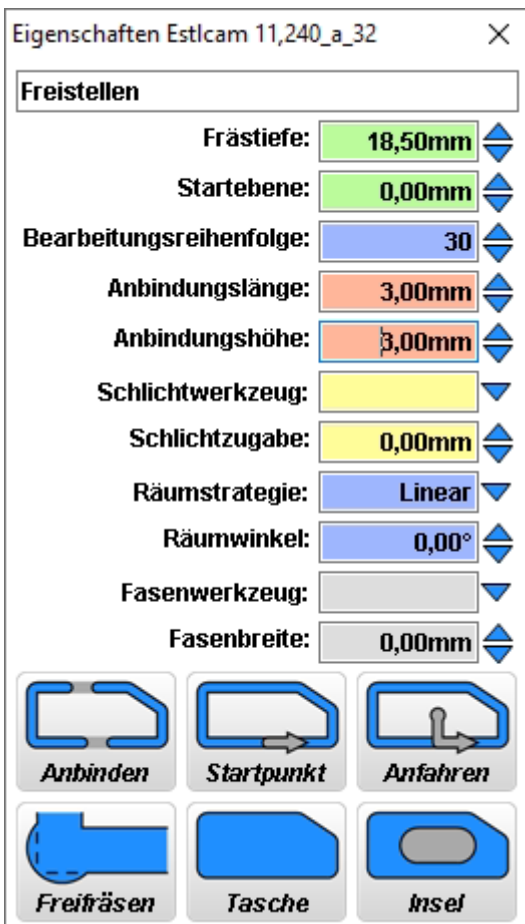 Eigenschaften Estlcam 11,240_a_32
Freistellen
Frästiefe: 18,50mm
Startebene: 0,00mm
Bearbeitungsreihenfolge: 30
Anbindungslänge: 3,00mm
Anbindungshöhe: 3,00mm
Schlichtwerkzeug:
Schlichtzugabe: 0,00mm
Räumstrategie: Linear
Räumwinkel: 0,00°
Fasenwerkzeug:
Fasenbreite: 0,00mm
Anbinden Startpunkt Anfahren
Freifräsen Tasche Insel